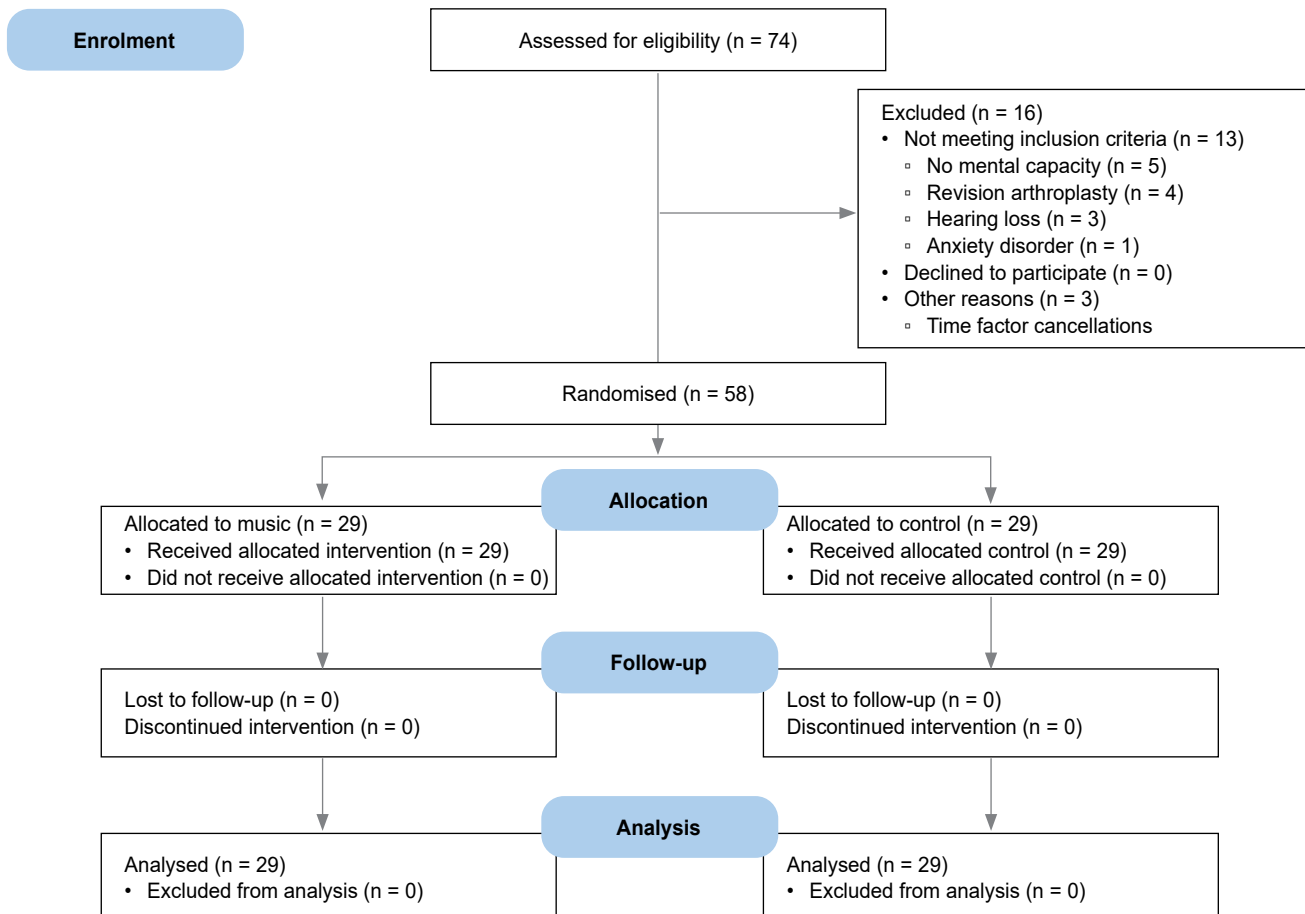 Enrolment
Assessed for eligibility (n = 74)
Excluded (n = 16)
• Not meeting inclusion criteria (n = 13)
▫ No mental capacity (n = 5)
▫ Revision arthroplasty (n = 4)
▫ Hearing loss (n = 3)
▫ Anxiety disorder (n = 1)
• Declined to participate (n = 0)
• Other reasons (n = 3)
▫ Time factor cancellations
Randomised (n = 58)
Allocation
Allocated to music (n = 29)
• Received allocated intervention (n = 29)
• Did not receive allocated intervention (n = 0)
Allocated to control (n = 29)
• Received allocated control (n = 29)
• Did not receive allocated control (n = 0)
Follow-up
Lost to follow-up (n = 0)
Discontinued intervention (n = 0)
Lost to follow-up (n = 0)
Discontinued intervention (n = 0)
Analysis
Analysed (n = 29)
• Excluded from analysis (n = 0)
Analysed (n = 29)
• Excluded from analysis (n = 0)